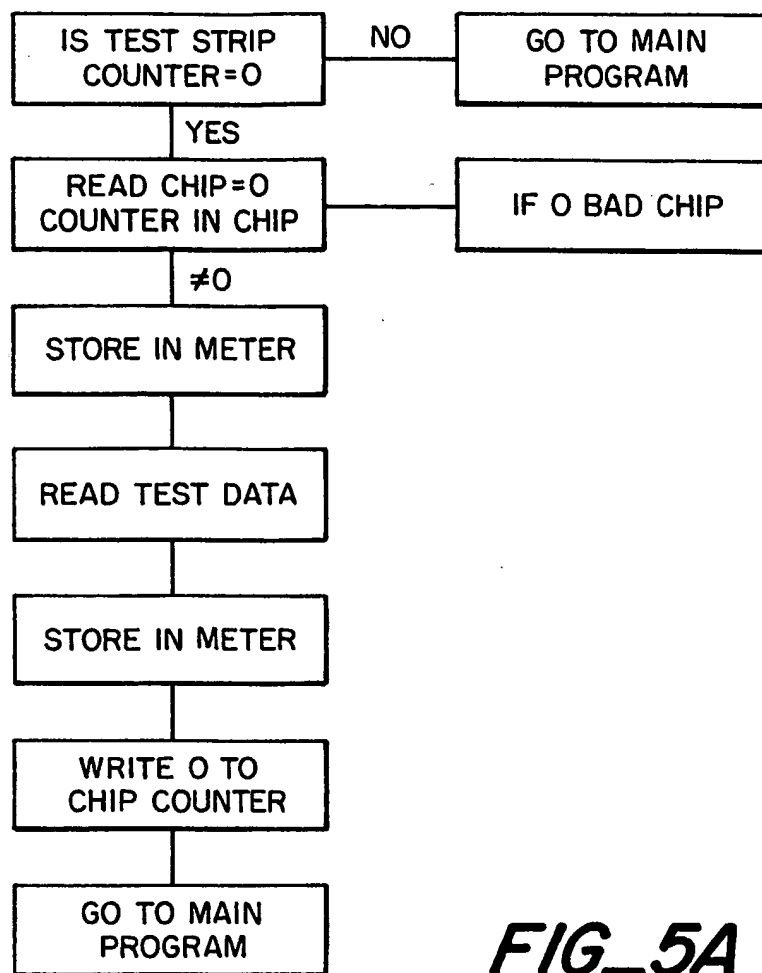 IS TEST STRIP
COUNTER=0
NO
GO TO MAIN
PROGRAM
YES
READ CHIP=0
COUNTER IN CHIP
IF 0 BAD CHIP
≠0
STORE IN METER
READ TEST DATA
STORE IN METER
WRITE 0 TO
CHIP COUNTER
GO TO MAIN
PROGRAM
FIG_5A